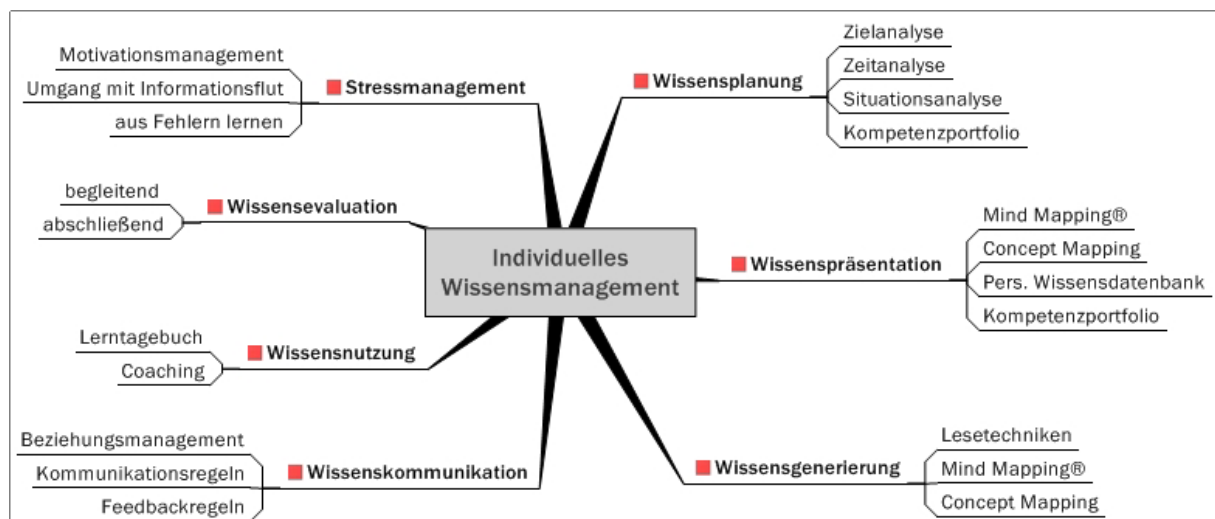 Individuelles
Wissensmanagement
Wissensplanung
Zielanalyse
Zeitanalyse
Situationsanalyse
Kompetenzportfolio
Wissenspräsentation
Mind Mapping®
Concept Mapping
Pers. Wissensdatenbank
Kompetenzportfolio
Wissensgenerierung
Lesetechniken
Mind Mapping®
Concept Mapping
Stressmanagement
Motivationsmanagement
Umgang mit Informationsflut
aus Fehlern lernen
Wissensevaluation
begleitend
abschließend
Wissensnutzung
Lerntagebuch
Coaching
Wissenskommunikation
Beziehungsmanagement
Kommunikationsregeln
Feedbackregeln